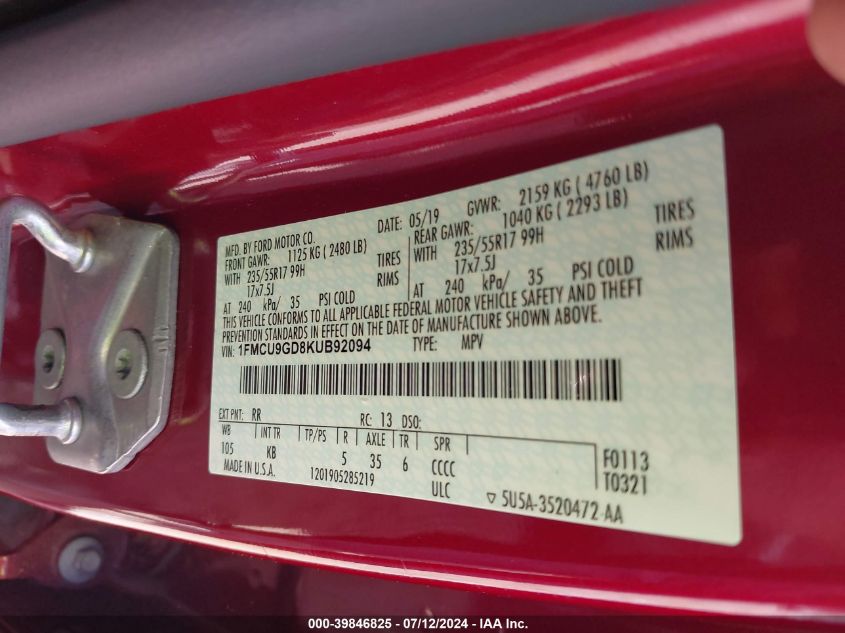 MFD. BY FORD MOTOR CO. DATE: 05/19 GVWR: 2159 KG ( 4760 LB)
FRONT GAWR: 1125 KG ( 2480 LB) REAR GAWR: 1040 KG ( 2293 LB)
WITH 235/55R17 99H TIRES WITH 235/55R17 99H TIRES
17x7.5J RIMS 17x7.5J RIMS
AT 240 kPa/ 35 PSI COLD AT 240 kPa/ 35 PSI COLD
THIS VEHICLE CONFORMS TO ALL APPLICABLE FEDERAL MOTOR VEHICLE SAFETY AND THEFT
PREVENTION STANDARDS IN EFFECT ON THE DATE OF MANUFACTURE SHOWN ABOVE.
VIN: 1FMCU9GD8KUB92094 TYPE: MPV
EXT PNT: RR RC: 13 DSO:
WB INT TR TP/PS R AXLE TR SPR
105 KB 5 35 6 CCCC F0113
MADE IN U.S.A. 1201905285219 ULC T0321
▽ 5U5A-3520472-AA
000-39846825 / 07/12/2024 - IAA Inc.